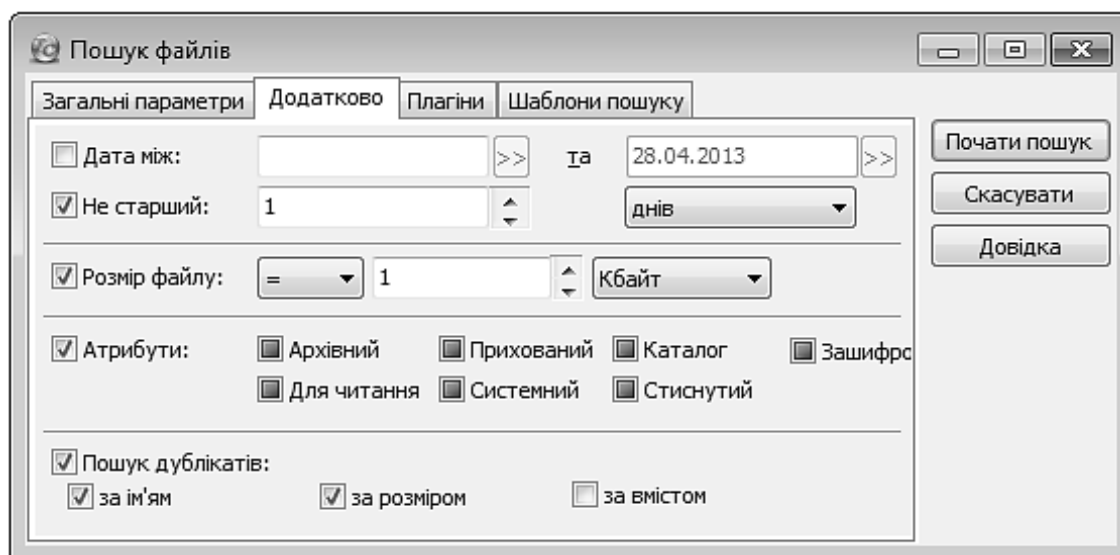 Пошук файлів
Загальні параметри Додатково Плагіни Шаблони пошуку
Дата між: >> та 28.04.2013 >>
Почати пошук
Не старший: 1 днів
Скасувати
Довідка
Розмір файлу: = 1 Кбайт
Атрибути: Архівний Прихований Каталог Зашифро
Для читання Системний Стиснутий
Пошук дублікатів:
за ім'ям за розміром за вмістом